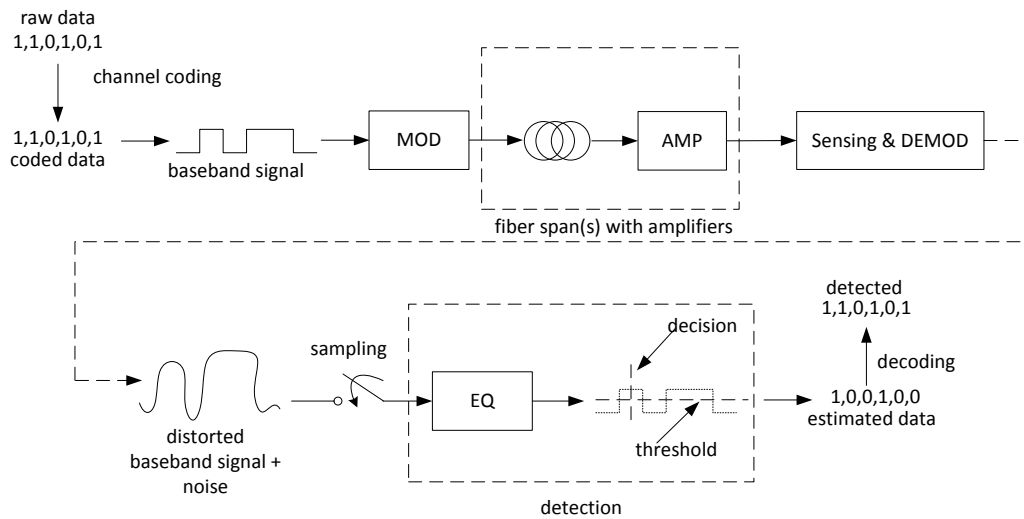 raw data
1,1,0,1,0,1
channel coding
1,1,0,1,0,1
coded data
baseband signal
MOD
AMP
fiber span(s) with amplifiers
Sensing & DEMOD
distorted
baseband signal +
noise
sampling
EQ
decision
threshold
detection
detected
1,1,0,1,0,1
decoding
1,0,0,1,0,0
estimated data